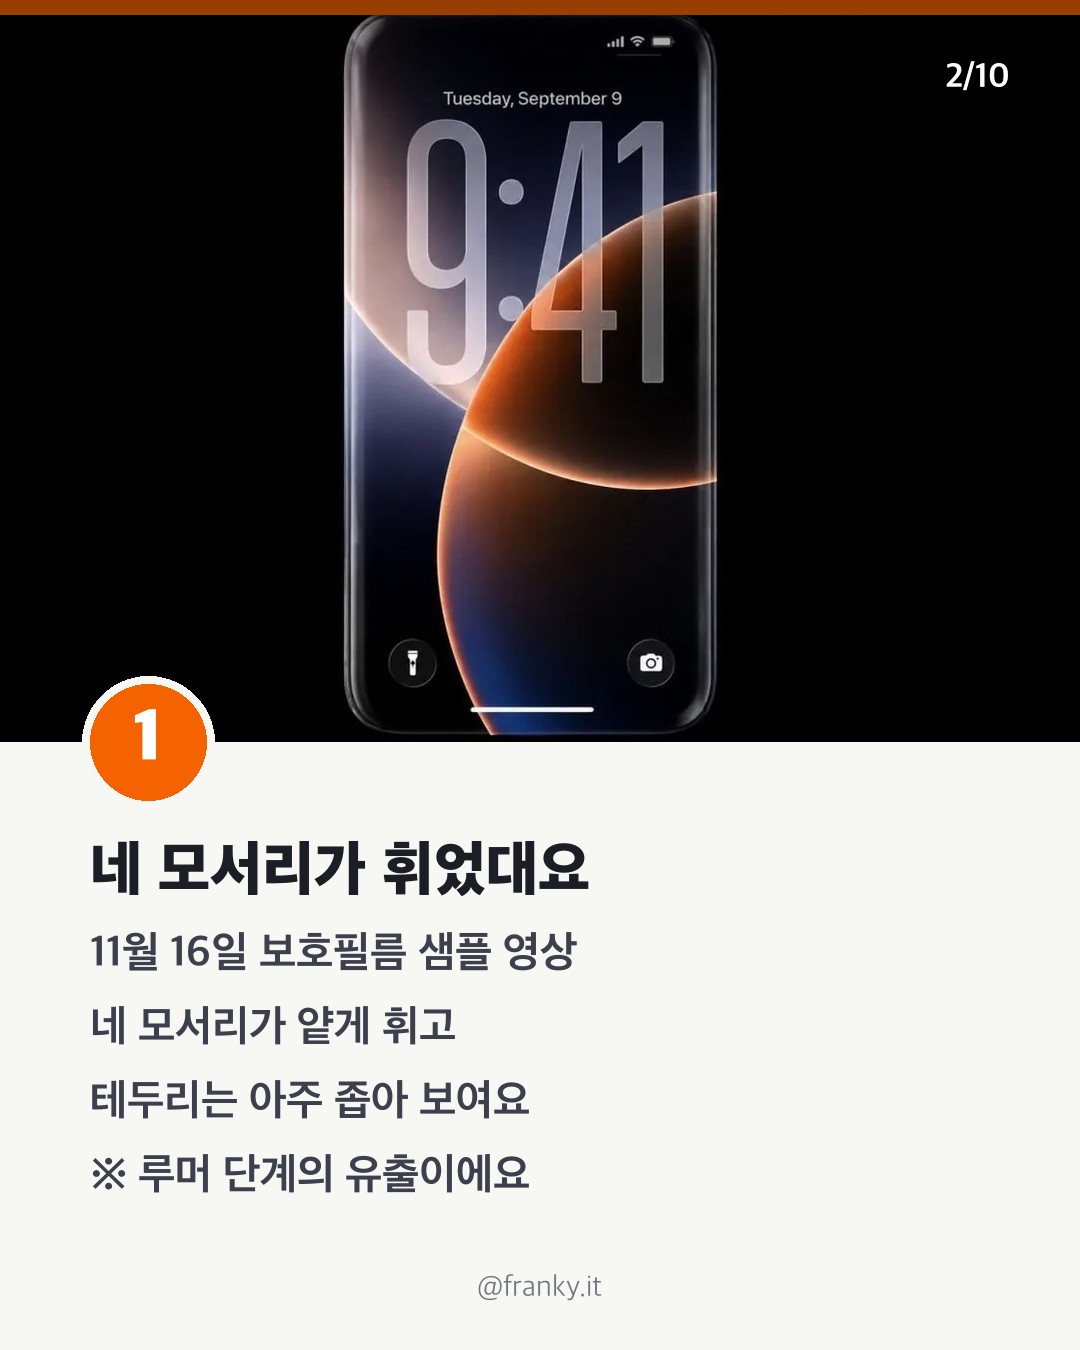 Tuesday, September 9
9:41
2/10
1
네 모서리가 휘었대요
11월 16일 보호필름 샘플 영상
네 모서리가 얕게 휘고
테두리는 아주 좁아 보여요
※ 루머 단계의 유출이에요
@franky.it